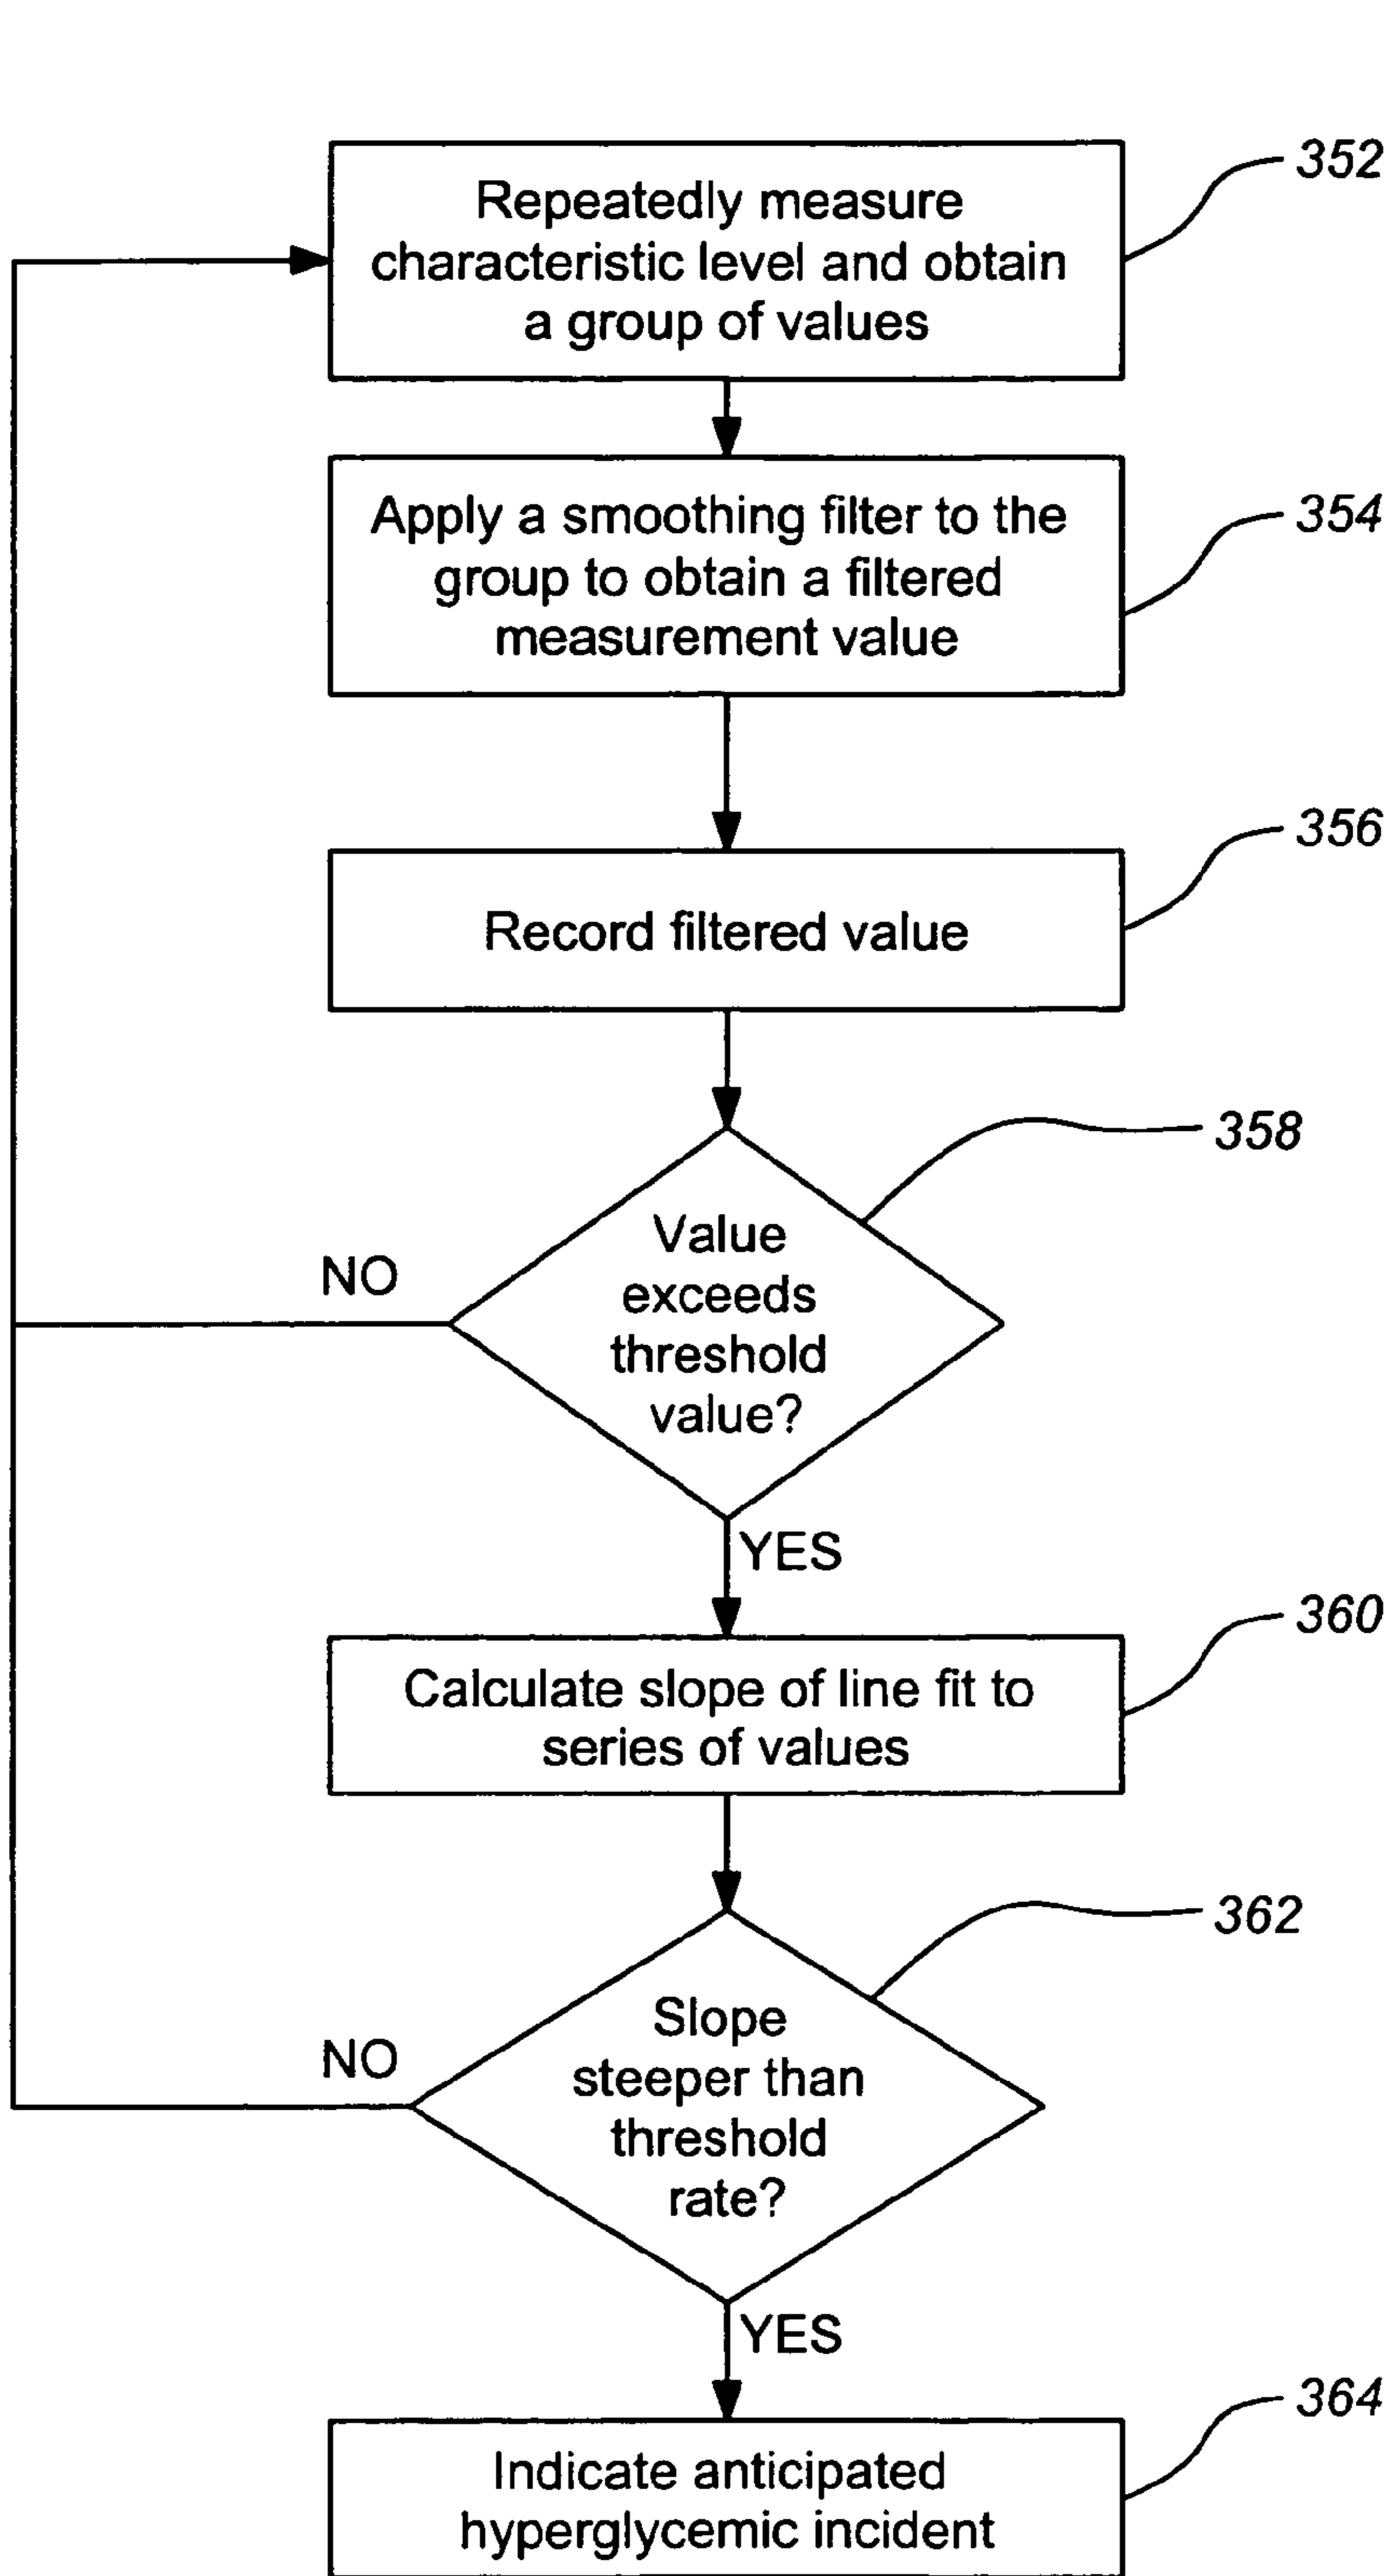 352
Repeatedly measure
characteristic level and obtain
a group of values
354
Apply a smoothing filter to the
group to obtain a filtered
measurement value
356
Record filtered value
358
Value
exceeds
threshold
value?
NO
YES
360
Calculate slope of line fit to
series of values
362
Slope
steeper than
threshold
rate?
NO
YES
364
Indicate anticipated
hyperglycemic incident